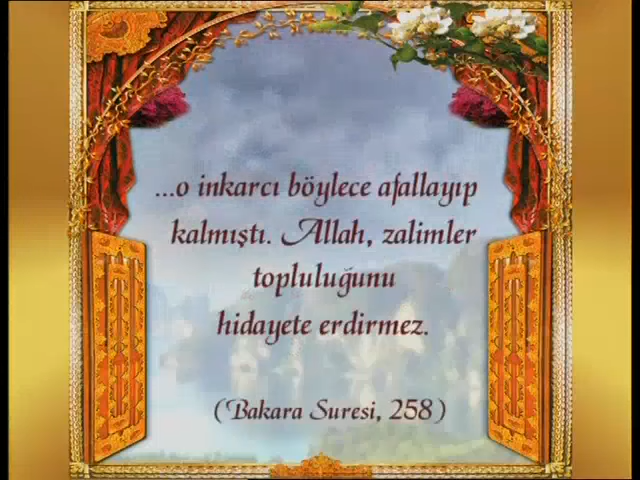 ...o inkarcı böylece afallayıp
kalmıştı. Allah, zalimler
topluluğunu
hidayete erdirmez.
(Bakara Suresi, 258)